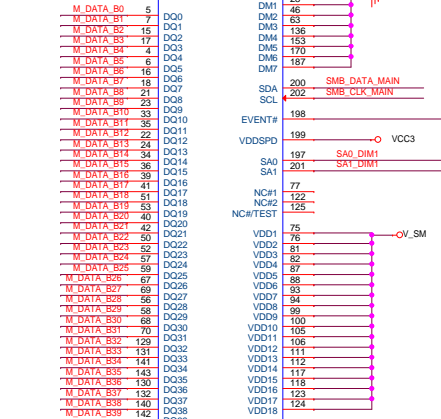 M_DATA_B0 5 DQ0
M_DATA_B1 7 DQ1
M_DATA_B2 15 DQ2
M_DATA_B3 17 DQ3
M_DATA_B4 4 DQ4
M_DATA_B5 6 DQ5
M_DATA_B6 16 DQ6
M_DATA_B7 18 DQ7
M_DATA_B8 21 DQ8
M_DATA_B9 23 DQ9
M_DATA_B10 33 DQ10
M_DATA_B11 35 DQ11
M_DATA_B12 22 DQ12
M_DATA_B13 24 DQ13
M_DATA_B14 34 DQ14
M_DATA_B15 36 DQ15
M_DATA_B16 39 DQ16
M_DATA_B17 41 DQ17
M_DATA_B18 51 DQ18
M_DATA_B19 53 DQ19
M_DATA_B20 40 DQ20
M_DATA_B21 42 DQ21
M_DATA_B22 50 DQ22
M_DATA_B23 52 DQ23
M_DATA_B24 57 DQ24
M_DATA_B25 59 DQ25
M_DATA_B26 67 DQ26
M_DATA_B27 69 DQ27
M_DATA_B28 56 DQ28
M_DATA_B29 58 DQ29
M_DATA_B30 68 DQ30
M_DATA_B31 70 DQ31
M_DATA_B32 129 DQ32
M_DATA_B33 131 DQ33
M_DATA_B34 141 DQ34
M_DATA_B35 143 DQ35
M_DATA_B36 130 DQ36
M_DATA_B37 132 DQ37
M_DATA_B38 140 DQ38
M_DATA_B39 142
DM1
DM2 46
DM3 63
DM4 136
DM5 153
DM6 170
DM7 187
SDA 200 SMB_DATA_MAIN
SCL 202 SMB_CLK_MAIN
EVENT# 198
VDDSPD 199 VCC3
SA0 197 SA0_DIM1
SA1 201 SA1_DIM1
NC#1 77
NC#2 122
NC#/TEST 125
VDD1 75 V_SM
VDD2 76
VDD3 81
VDD4 82
VDD5 87
VDD6 88
VDD7 93
VDD8 94
VDD9 99
VDD10 100
VDD11 105
VDD12 106
VDD13 111
VDD14 112
VDD15 117
VDD16 118
VDD17 123
VDD18 124